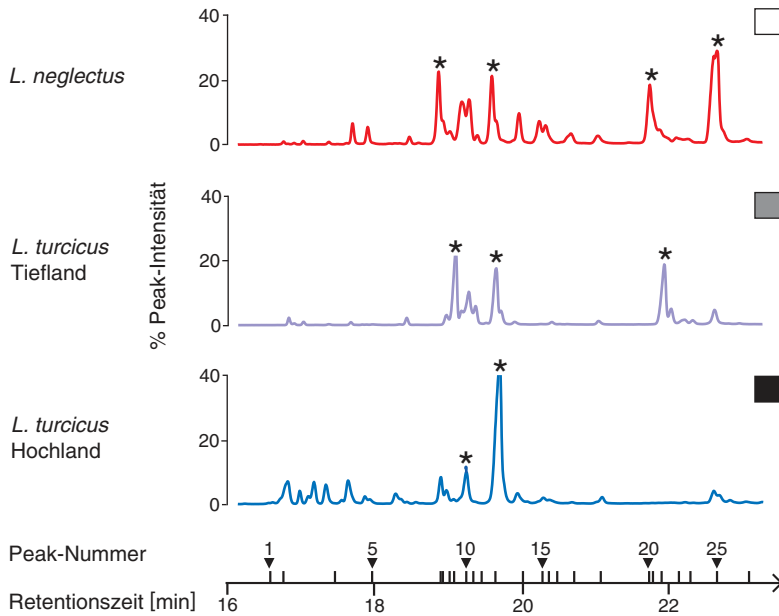 40
20
0
L. neglectus
* * * *
% Peak-Intensität
40
20
0
L. turcicus
Tiefland
* * *
40
20
0
L. turcicus
Hochland
* *
Peak-Nummer 1 5 10 15 20 25
Retentionszeit [min] 16 18 20 22